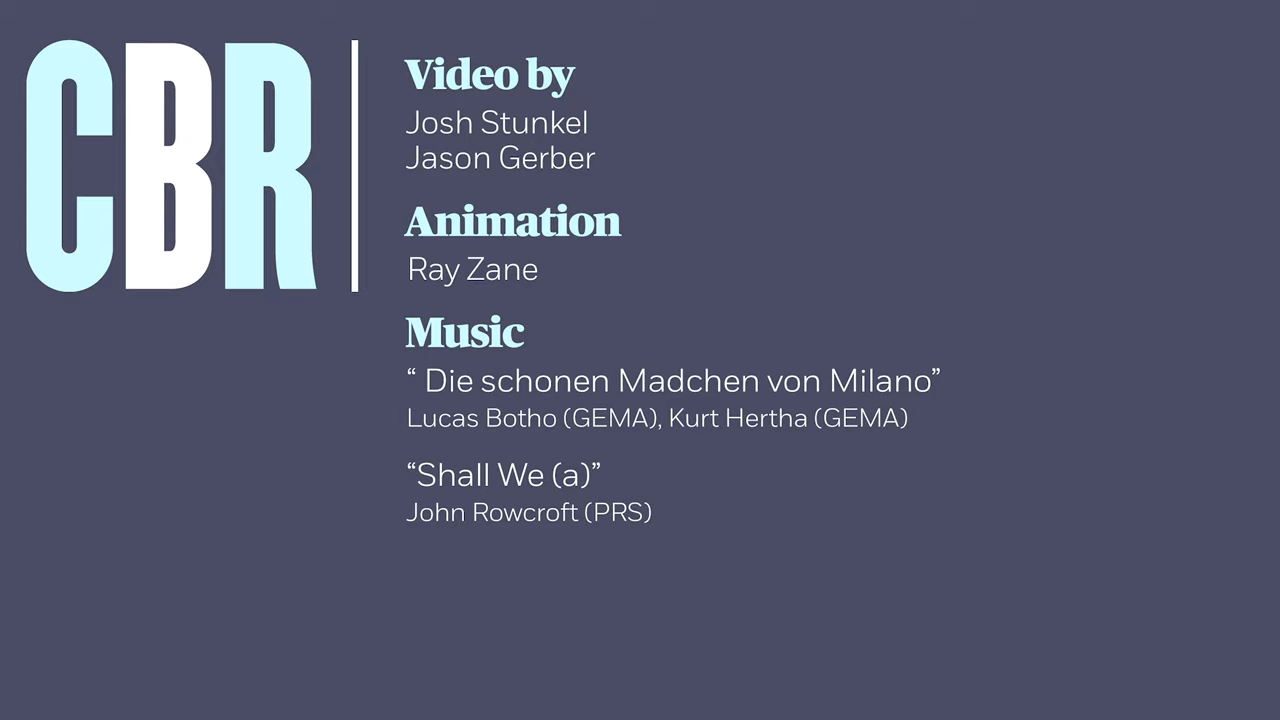 CBR
Video by
Josh Stunkel
Jason Gerber
Animation
Ray Zane
Music
“ Die schonen Madchen von Milano”
Lucas Botho (GEMA), Kurt Hertha (GEMA)
“Shall We (a)”
John Rowcroft (PRS)